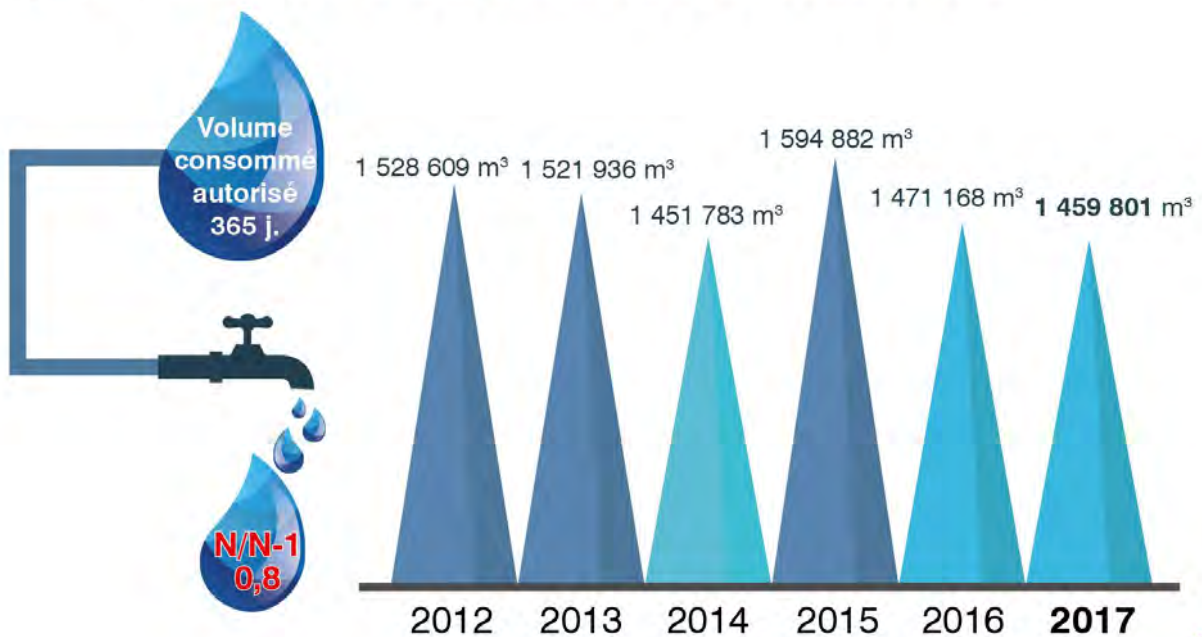 Volume
consommé
autorisé
365 j.
N/N-1
0,8
1 528 609 m³
1 521 936 m³
1 451 783 m³
1 594 882 m³
1 471 168 m³
1 459 801 m³
2012 2013 2014 2015 2016 2017